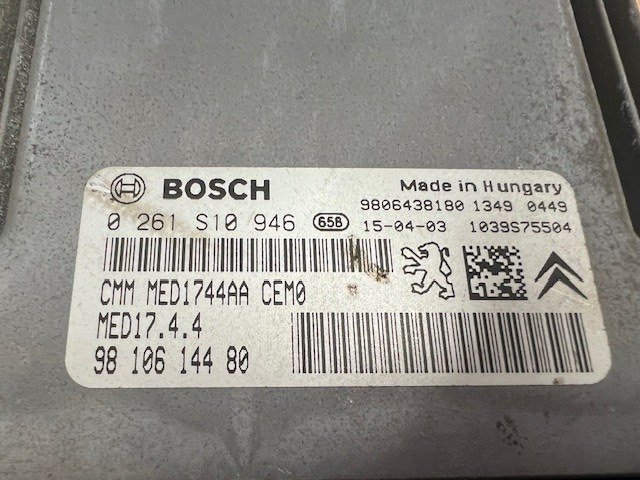 BOSCH Made in Hungary
9806438180 1349 0449
0 261 S10 946 65B 15-04-03 1039S75504
CMM MED1744AA CEM0
MED17.4.4
98 106 144 80